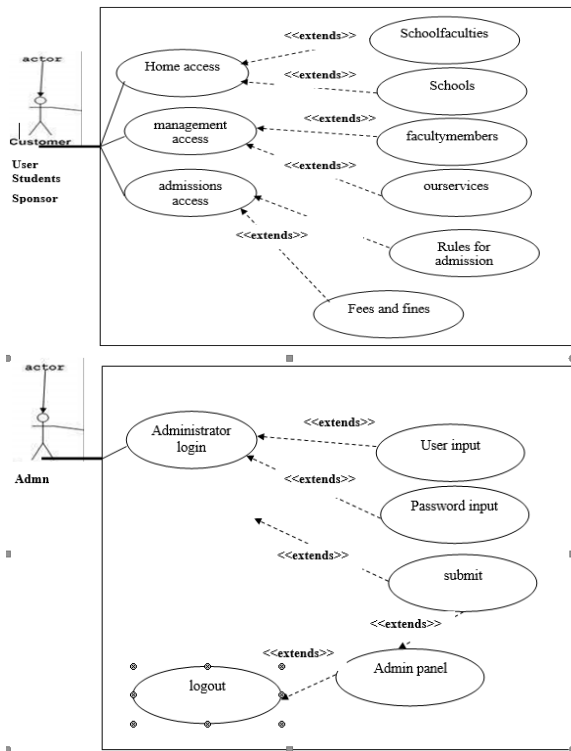 actor
Customer
User
Students
Sponsor
Home access
management
access
admissions
access
<<extends>>
<<extends>>
<<extends>>
<<extends>>
<<extends>>
Schoolfaculties
Schools
facultymembers
ourservices
Rules for
admission
Fees and fines
actor
Admn
Administrator
login
<<extends>>
<<extends>>
<<extends>>
<<extends>>
<<extends>>
User input
Password input
submit
Admin panel
logout